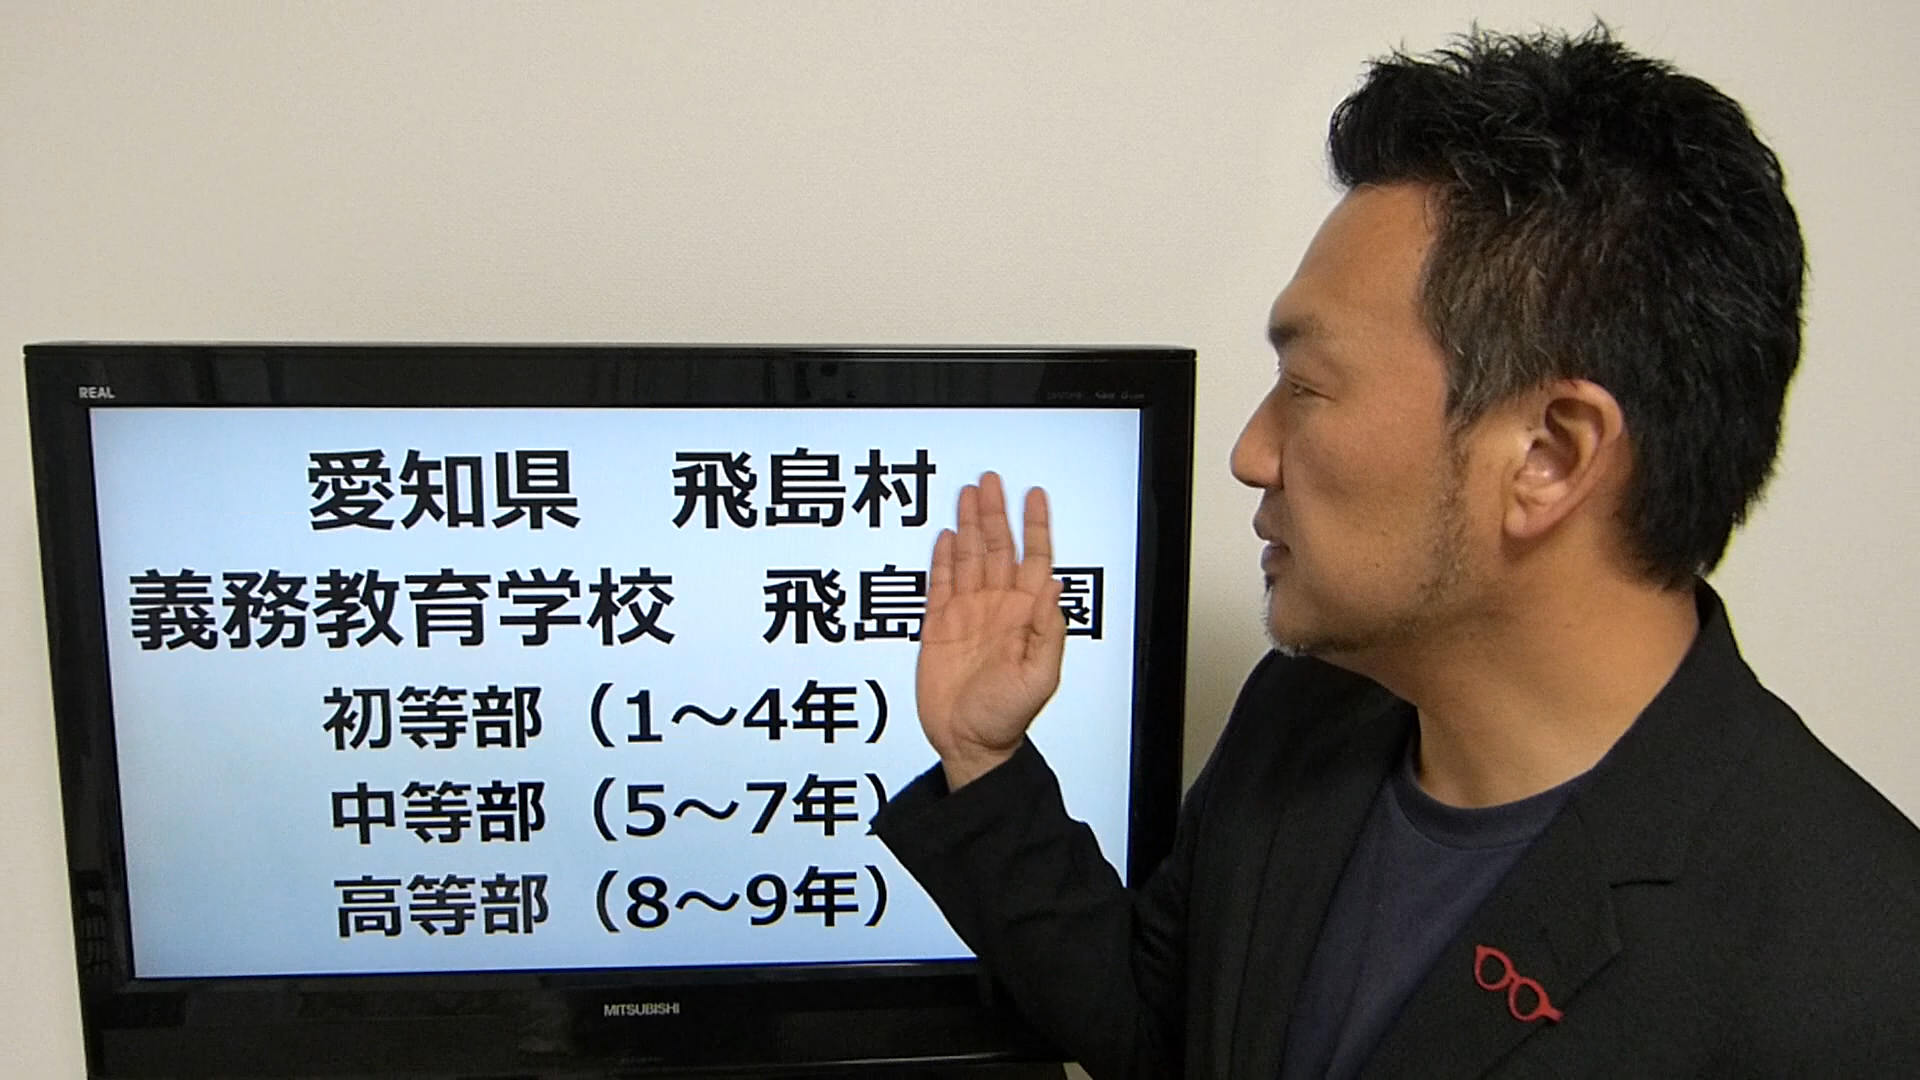 REAL
愛知県 飛島村
義務教育学校 飛島 園
初等部（1～4年）
中等部（5～7年）
高等部（8～9年）
MITSUBISHI